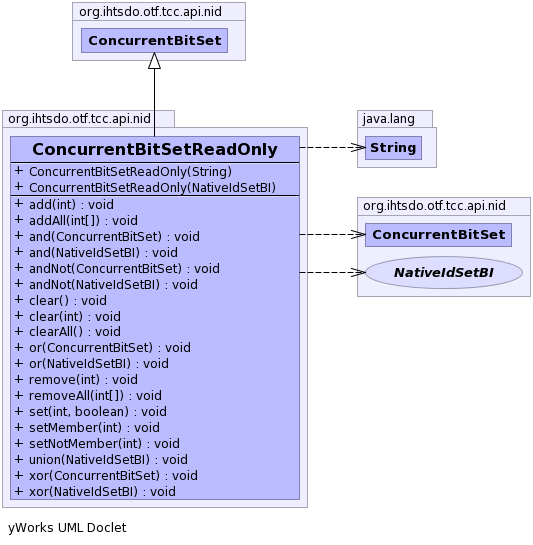 org.ihtsdo.otf.tcc.api.nid
ConcurrentBitSet
org.ihtsdo.otf.tcc.api.nid
ConcurrentBitSetReadOnly
+ ConcurrentBitSetReadOnly(String)
+ ConcurrentBitSetReadOnly(NativeIdSetBI)
+ add(int) : void
+ addAll(int[]) : void
+ and(ConcurrentBitSet) : void
+ and(NativeIdSetBI) : void
+ andNot(ConcurrentBitSet) : void
+ andNot(NativeIdSetBI) : void
+ clear() : void
+ clear(int) : void
+ clearAll() : void
+ or(ConcurrentBitSet) : void
+ or(NativeIdSetBI) : void
+ remove(int) : void
+ removeAll(int[]) : void
+ set(int, boolean) : void
+ setMember(int) : void
+ setNotMember(int) : void
+ union(NativeIdSetBI) : void
+ xor(ConcurrentBitSet) : void
+ xor(NativeIdSetBI) : void
java.lang
String
org.ihtsdo.otf.tcc.api.nid
ConcurrentBitSet
NativeIdSetBI
yWorks UML Doclet